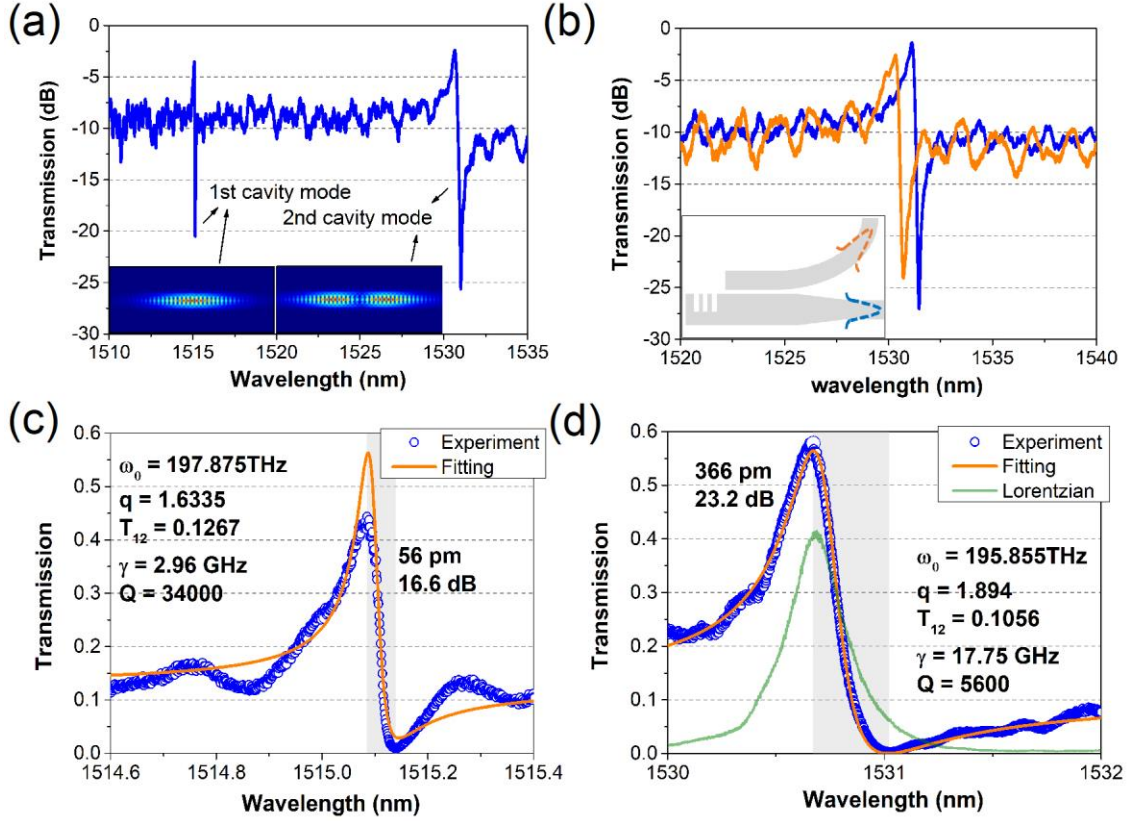 (a)
0
-5
-10
-15
-20
-25
-30
Transmission (dB)
1st cavity mode
2nd cavity mode
1510
1515
1520
1525
1530
1535
Wavelength (nm)
(b)
0
-5
-10
-15
-20
-25
-30
Transmission (dB)
1520
1525
1530
1535
1540
wavelength (nm)
(c)
0.6
0.5
0.4
0.3
0.2
0.1
0.0
Transmission
Experiment
Fitting
ω₀ = 197.875THz
q = 1.6335
T₁₂ = 0.1267
γ = 2.96 GHz
Q = 34000
56 pm
16.6 dB
1514.6
1514.8
1515.0
1515.2
1515.4
Wavelength (nm)
(d)
0.6
0.5
0.4
0.3
0.2
0.1
0.0
Transmission
366 pm
23.2 dB
Experiment
Fitting
Lorentzian
ω₀ = 195.855THz
q = 1.894
T₁₂ = 0.1056
γ = 17.75 GHz
Q = 5600
1530
1531
1532
Wavelength (nm)